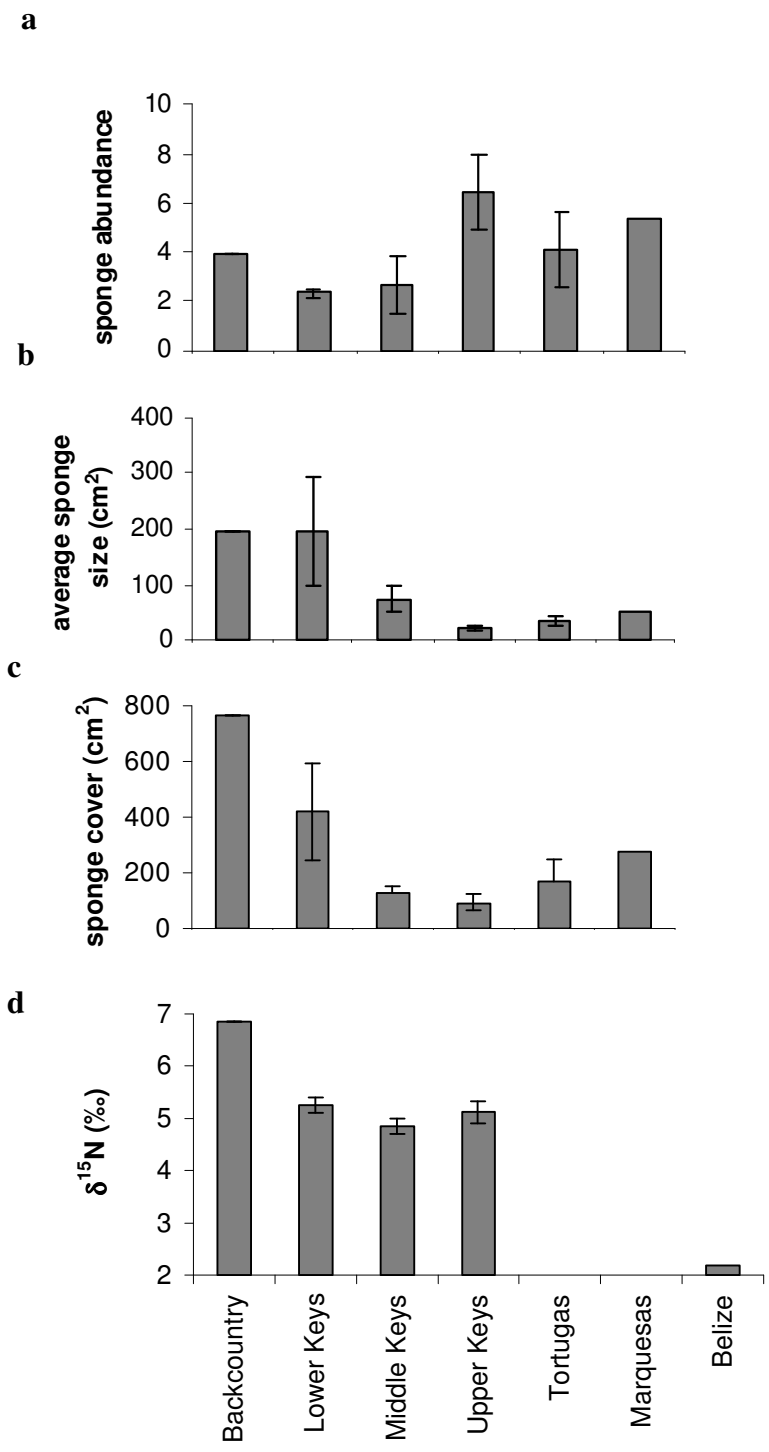 a
10
8
6
4
2
0
sponge abundance
b
400
300
200
100
0
average sponge
size (cm²)
c
800
600
400
200
0
sponge cover (cm²)
d
7
6
5
4
3
2
δ¹⁵N (‰)
Backcountry
Lower Keys
Middle Keys
Upper Keys
Tortugas
Marquesas
Belize